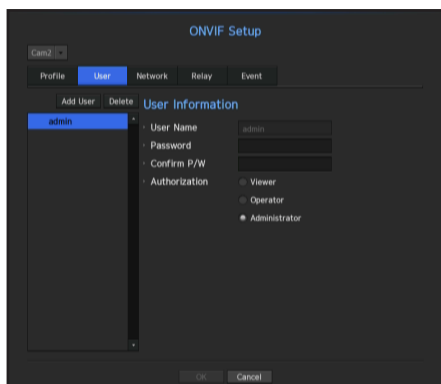 ONVIF Setup
Cam2
Profile User Network Relay Event
Add User Delete User Information
admin
User Name admin
Password
Confirm P/W
Authorization Viewer
Operator
Administrator
OK Cancel